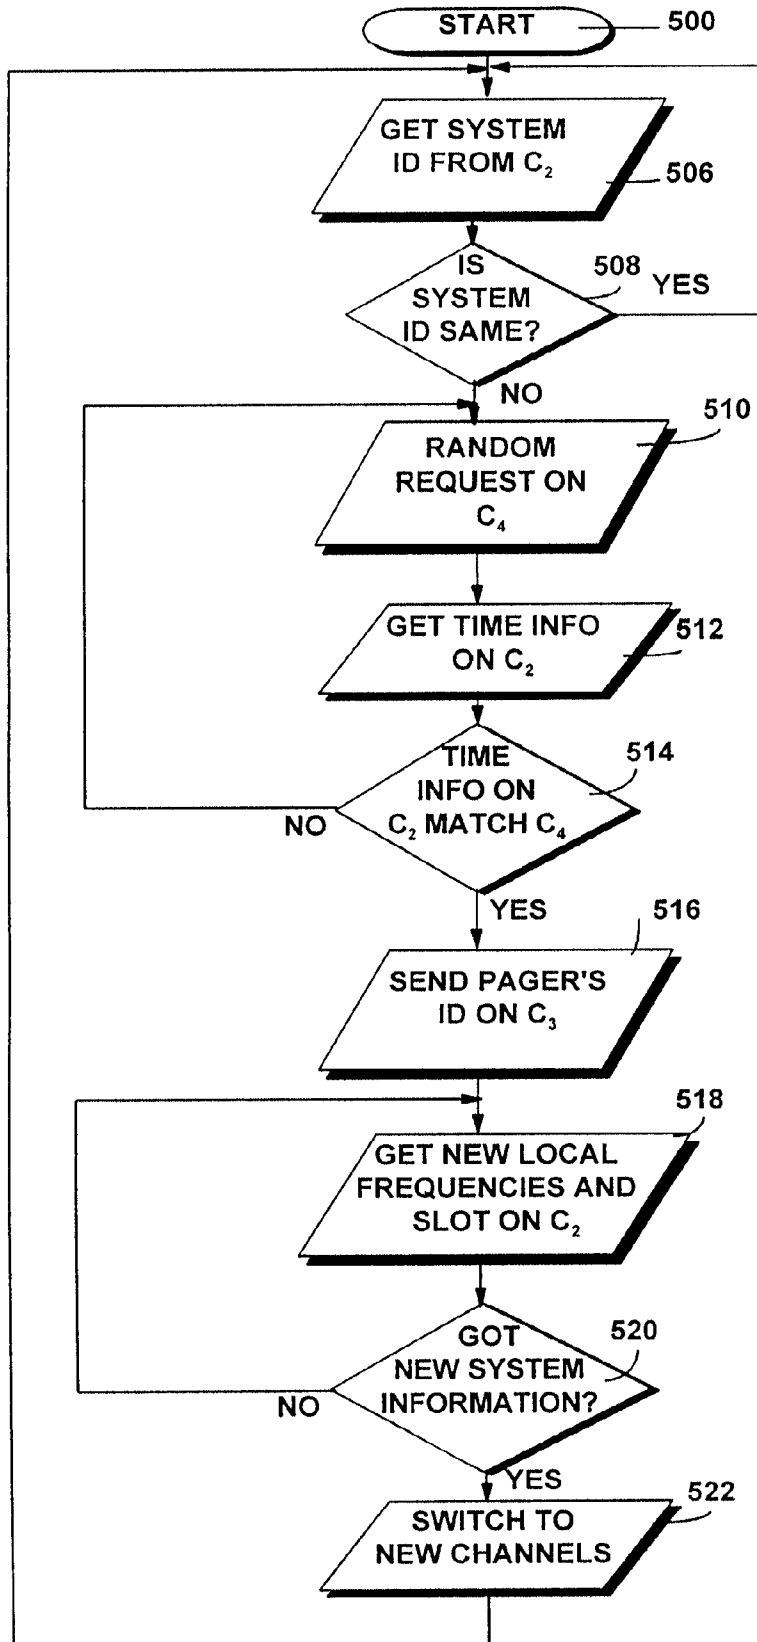 START
500
GET SYSTEM
ID FROM C₂
506
IS
SYSTEM
ID SAME?
508
YES
NO
RANDOM
REQUEST ON
C₄
510
GET TIME INFO
ON C₂
512
TIME
INFO ON
C₂ MATCH C₄
514
NO
YES
SEND PAGER'S
ID ON C₃
516
GET NEW LOCAL
FREQUENCIES AND
SLOT ON C₂
518
GOT
NEW SYSTEM
INFORMATION?
520
NO
YES
SWITCH TO
NEW CHANNELS
522